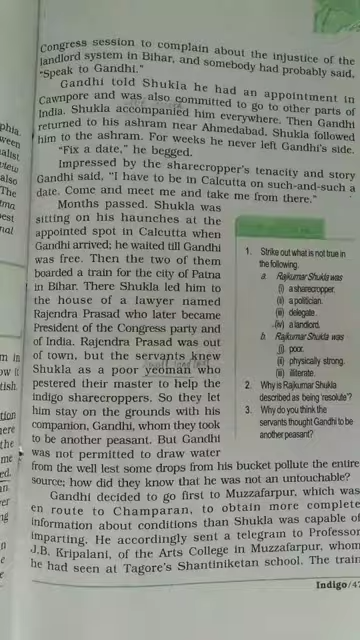 Congress session to complain about the injustice of the
landlord system in Bihar, and somebody had probably said,
"Speak to Gandhi."
Gandhi told Shukla he had an appointment in
Cawnpore and was also committed to go to other parts of
India. Shukla accompanied him everywhere. Then Gandhi
returned to his ashram near Ahmedabad. Shukla followed
him to the ashram. For weeks he never left Gandhi's side.
"Fix a date," he begged.
Impressed by the sharecropper's tenacity and story
Gandhi said, "I have to be in Calcutta on such-and-such a
date. Come and meet me and take me from there."
Months passed. Shukla was
sitting on his haunches at the
appointed spot in Calcutta when
Gandhi arrived; he waited till Gandhi
was free. Then the two of them
boarded a train for the city of Patna
in Bihar. There Shukla led him to
the house of a lawyer named
Rajendra Prasad who later became
President of the Congress party and
of India. Rajendra Prasad was out
of town, but the servants knew
Shukla as a poor yeoman who
pestered their master to help the
indigo sharecroppers. So they let
him stay on the grounds with his
companion, Gandhi, whom they took
to be another peasant. But Gandhi
was not permitted to draw water
from the well lest some drops from his bucket pollute the entire
source; how did they know that he was not an untouchable?
Gandhi decided to go first to Muzzafarpur, which was
en route to Champaran, to obtain more complete
information about conditions than Shukla was capable of
imparting. He accordingly sent a telegram to Professor
J.B. Kripalani, of the Arts College in Muzzafarpur, whom
he had seen at Tagore's Shantiniketan school. The train
1. Strike out what is not true in
the following.
a. Rajkumar Shukla was
(i) a sharecropper.
(ii) a politician.
(iii) delegate.
(iv) a landlord.
b. Rajkumar Shukla was
(i) poor.
(ii) physically strong.
(iii) illiterate.
2. Why is Rajkumar Shukla
described as being 'resolute'?
3. Why do you think the
servants thought Gandhi to be
another peasant?
Indigo/47